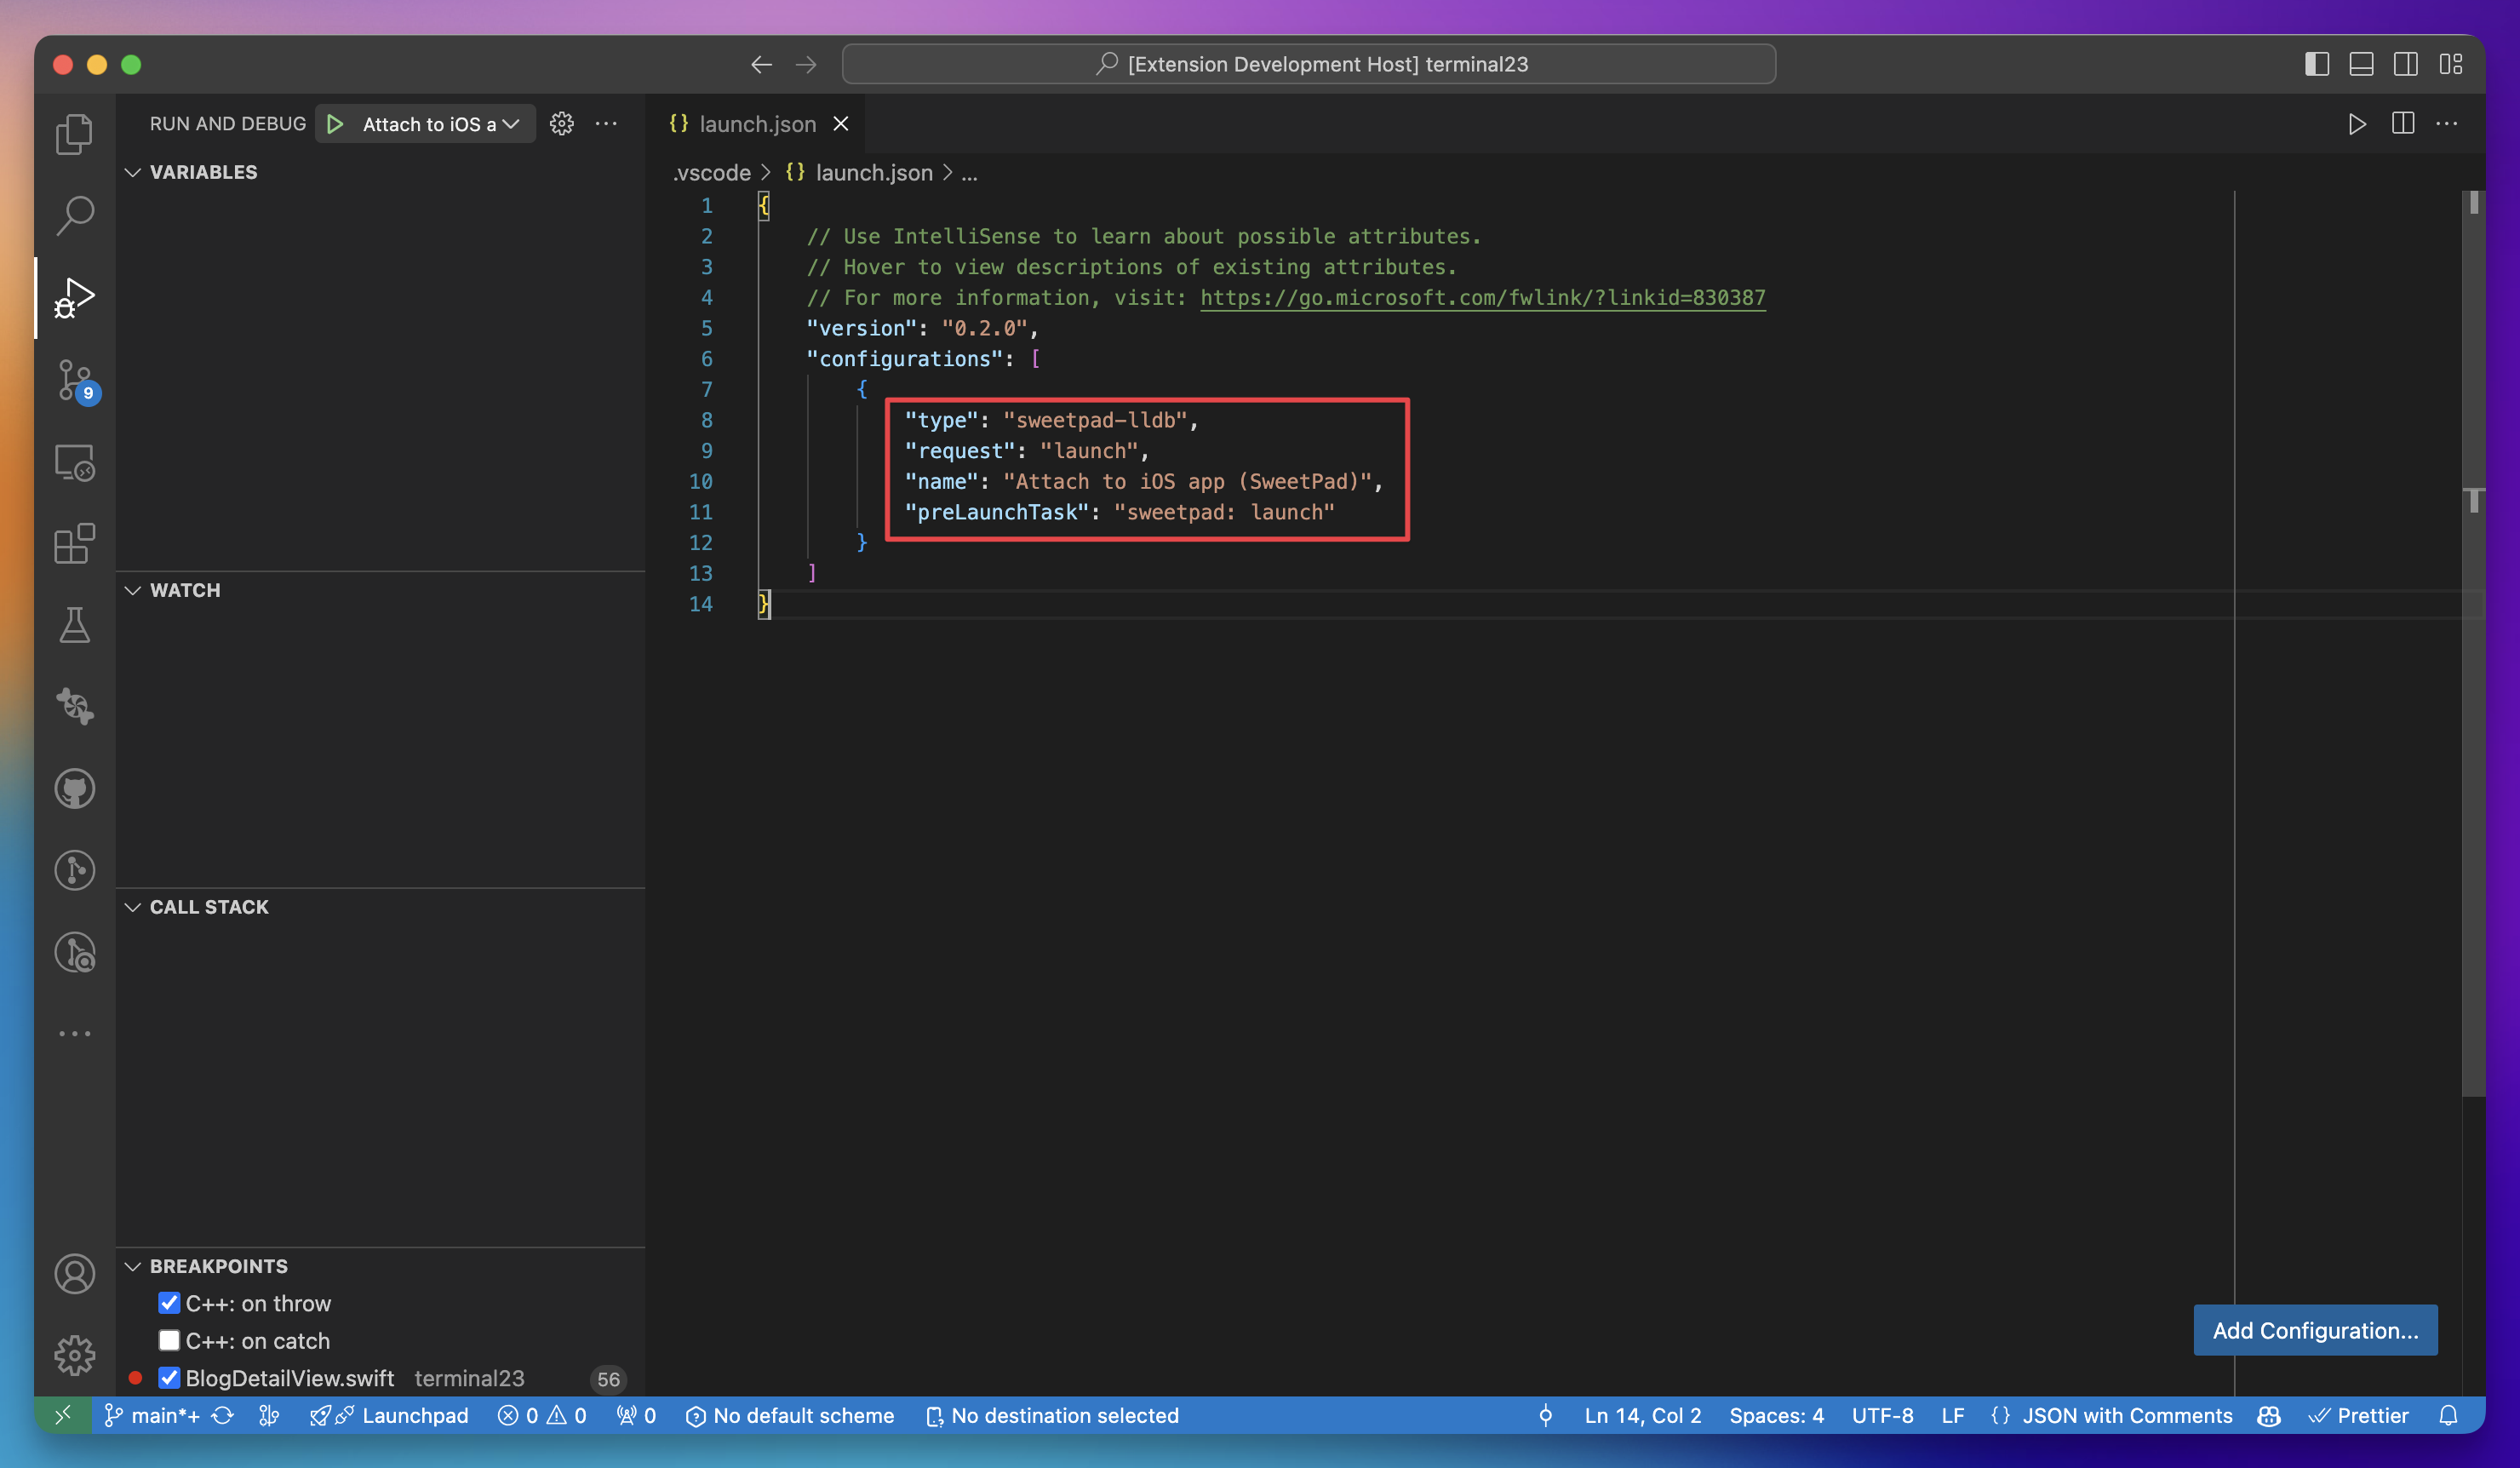 [Extension Development Host] terminal23
RUN AND DEBUG
Attach to iOS a
launch.json
VARIABLES
.vscode > {} launch.json > ...
1 {
2 // Use IntelliSense to learn about possible attributes.
3 // Hover to view descriptions of existing attributes.
4 // For more information, visit: https://go.microsoft.com/fwlink/?linkid=830387
5 "version": "0.2.0",
6 "configurations": [
7 {
8 "type": "sweetpad-lldb",
9 "request": "launch",
10 "name": "Attach to iOS app (SweetPad)",
11 "preLaunchTask": "sweetpad: launch"
12 }
13 ]
14 }
9
WATCH
CALL STACK
BREAKPOINTS
C++: on throw
C++: on catch
BlogDetailView.swift terminal23 56
Add Configuration...
main*+ Launchpad 0 0 0 No default scheme No destination selected Ln 14, Col 2 Spaces: 4 UTF-8 LF {} JSON with Comments Prettier